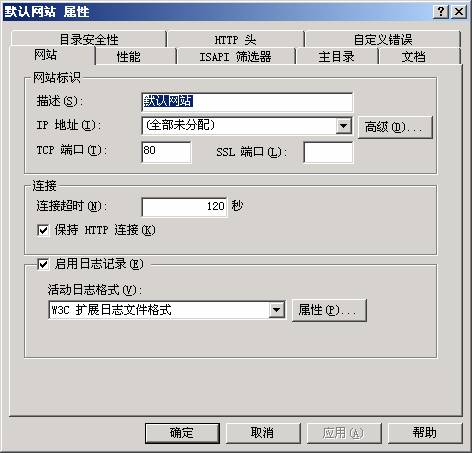 默认网站 属性
目录安全性 HTTP 头 自定义错误
网站 性能 ISAPI 筛选器 主目录 文档
网站标识
描述(S): 默认网站
IP 地址(I): (全部未分配) 高级(D)...
TCP 端口(T): 80 SSL 端口(L):
连接
连接超时(N): 120 秒
保持 HTTP 连接(K)
启用日志记录(E)
活动日志格式(V):
W3C 扩展日志文件格式 属性(P)...
确定 取消 应用(A) 帮助